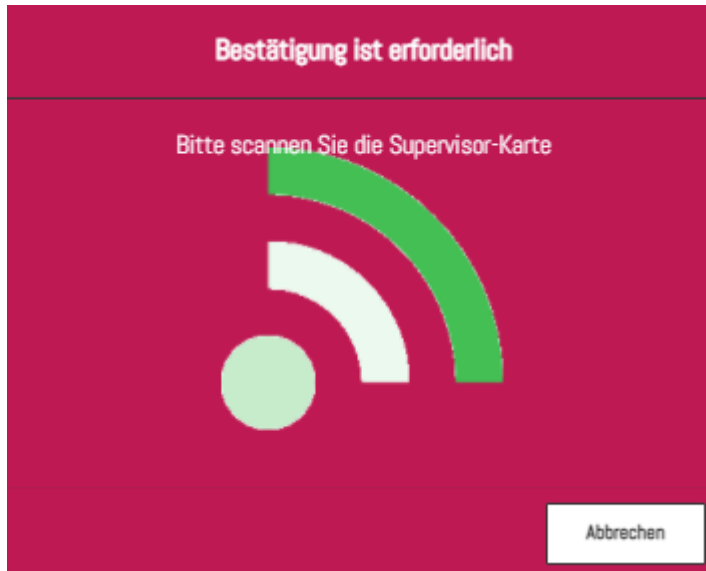 Bestätigung ist erforderlich
Bitte scannen Sie die Supervisor-Karte
Abbrechen